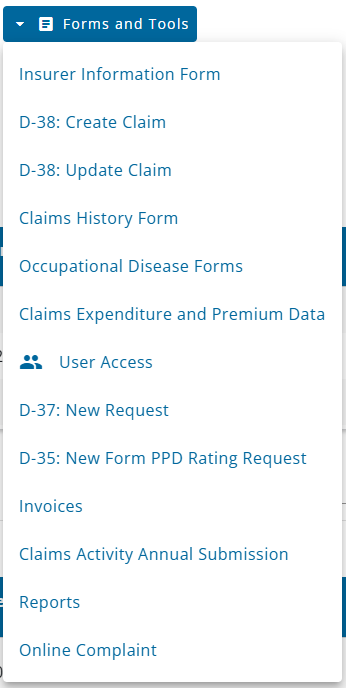 Forms and Tools
Insurer Information Form
D-38: Create Claim
D-38: Update Claim
Claims History Form
Occupational Disease Forms
Claims Expenditure and Premium Data
User Access
D-37: New Request
D-35: New Form PPD Rating Request
Invoices
Claims Activity Annual Submission
Reports
Online Complaint